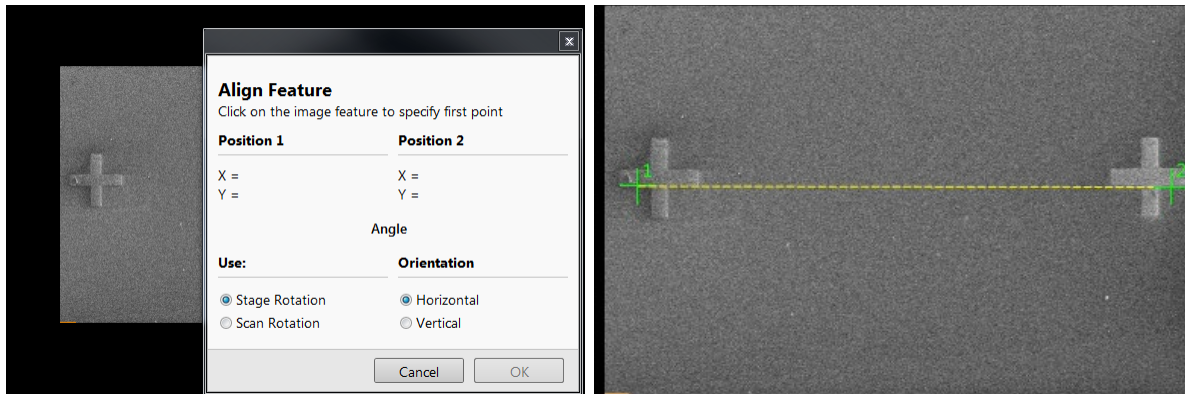 x
Align Feature
Click on the image feature to specify first point
Position 1
Position 2
X =
X =
Y =
Y =
Angle
Use:
Orientation
Stage Rotation
Horizontal
Scan Rotation
Vertical
Cancel
OK
1
2